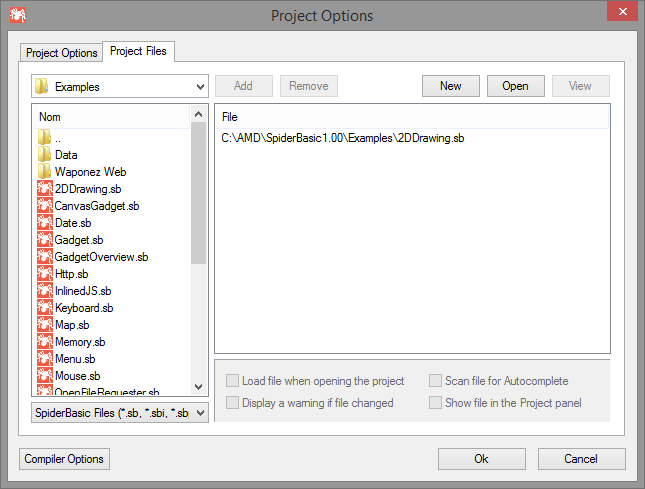 Project Options
Project Options Project Files
Examples Add Remove New Open View
Nom
..
Data
Waponez Web
2DDrawing.sb
CanvasGadget.sb
Date.sb
Gadget.sb
GadgetOverview.sb
Http.sb
InlinedJS.sb
Keyboard.sb
Map.sb
Memory.sb
Menu.sb
Mouse.sb
OpenFileRequester.sb
SpiderBasic Files (*.sb, *.sbi, *.sbp
File
C:\AMD\SpiderBasic1.00\Examples\2DDrawing.sb
Load file when opening the project
Scan file for Autocomplete
Display a warning if file changed
Show file in the Project panel
Compiler Options Ok Cancel